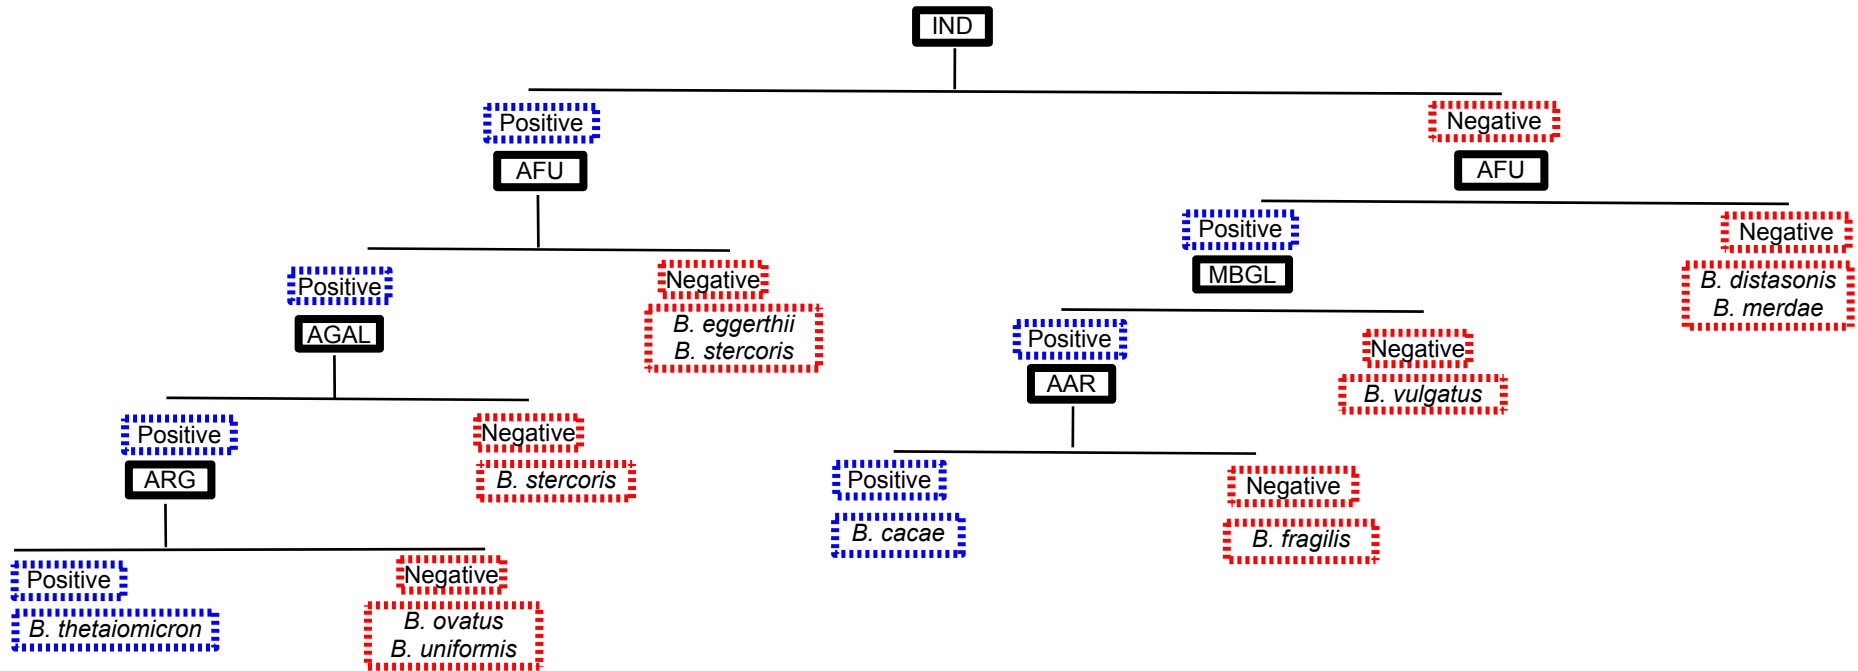 IND
Positive
Negative
AFU
AFU
Positive
Negative
MBGL
B. distasonis
B. merdae
Positive
Negative
AGAL
B. eggerthii
B. stercoris
Positive
Negative
AAR
B. vulgatus
Positive
Negative
ARG
B. stercoris
Positive
Negative
B. cacae
B. fragilis
Positive
Negative
B. thetaiomicron
B. ovatus
B. uniformis